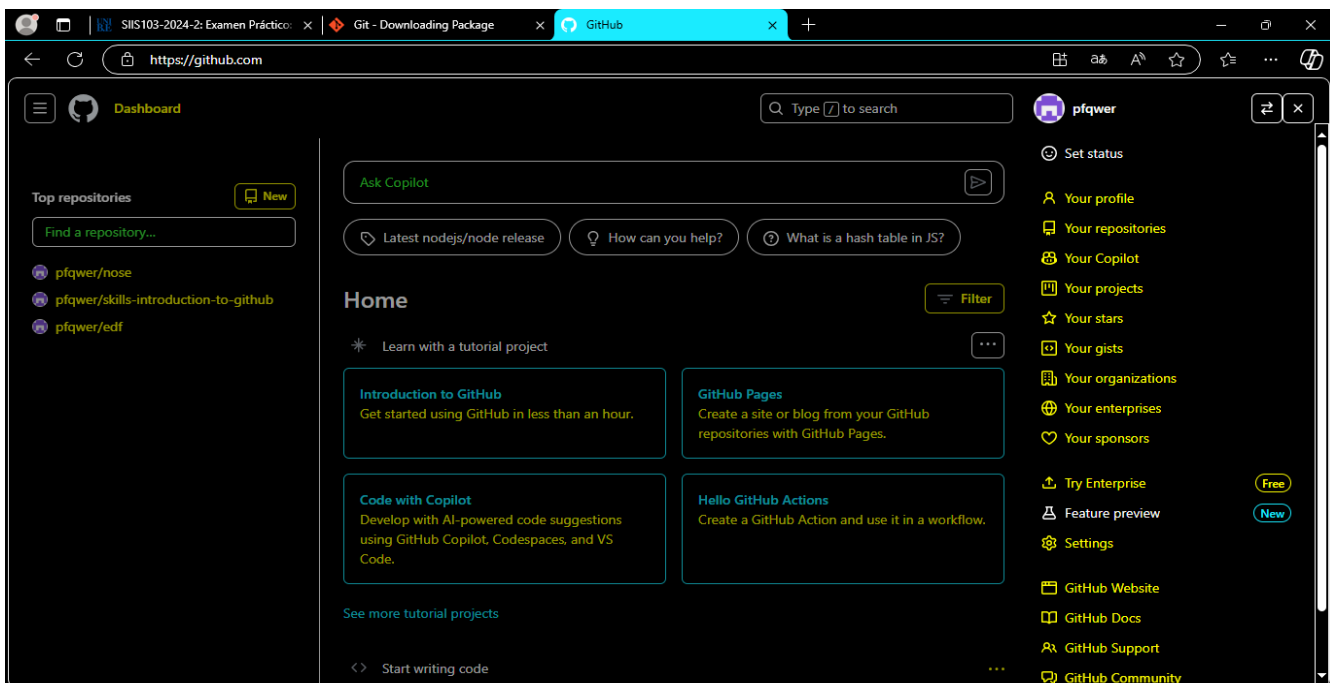 SIIS103-2024-2: Examen Práctico:
Git - Downloading Package
GitHub
https://github.com
Dashboard
Type / to search
pfqwer
Set status
Top repositories
New
Find a repository...
pfqwer/nose
pfqwer/skills-introduction-to-github
pfqwer/edf
Ask Copilot
Latest nodejs/node release
How can you help?
What is a hash table in JS?
Home
Filter
Learn with a tutorial project
Introduction to GitHub
Get started using GitHub in less than an hour.
GitHub Pages
Create a site or blog from your GitHub
repositories with GitHub Pages.
Code with Copilot
Develop with AI-powered code suggestions
using GitHub Copilot, Codespaces, and VS
Code.
Hello GitHub Actions
Create a GitHub Action and use it in a workflow.
See more tutorial projects
Start writing code
Your profile
Your repositories
Your Copilot
Your projects
Your stars
Your gists
Your organizations
Your enterprises
Your sponsors
Try Enterprise
Free
Feature preview
New
Settings
GitHub Website
GitHub Docs
GitHub Support
GitHub Community